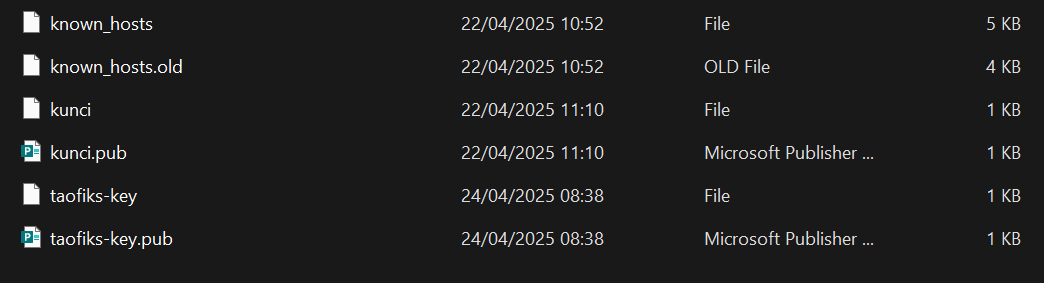 known_hosts 22/04/2025 10:52 File 5 KB
known_hosts.old 22/04/2025 10:52 OLD File 4 KB
kunci 22/04/2025 11:10 File 1 KB
kunci.pub 22/04/2025 11:10 Microsoft Publisher ... 1 KB
taofiks-key 24/04/2025 08:38 File 1 KB
taofiks-key.pub 24/04/2025 08:38 Microsoft Publisher ... 1 KB